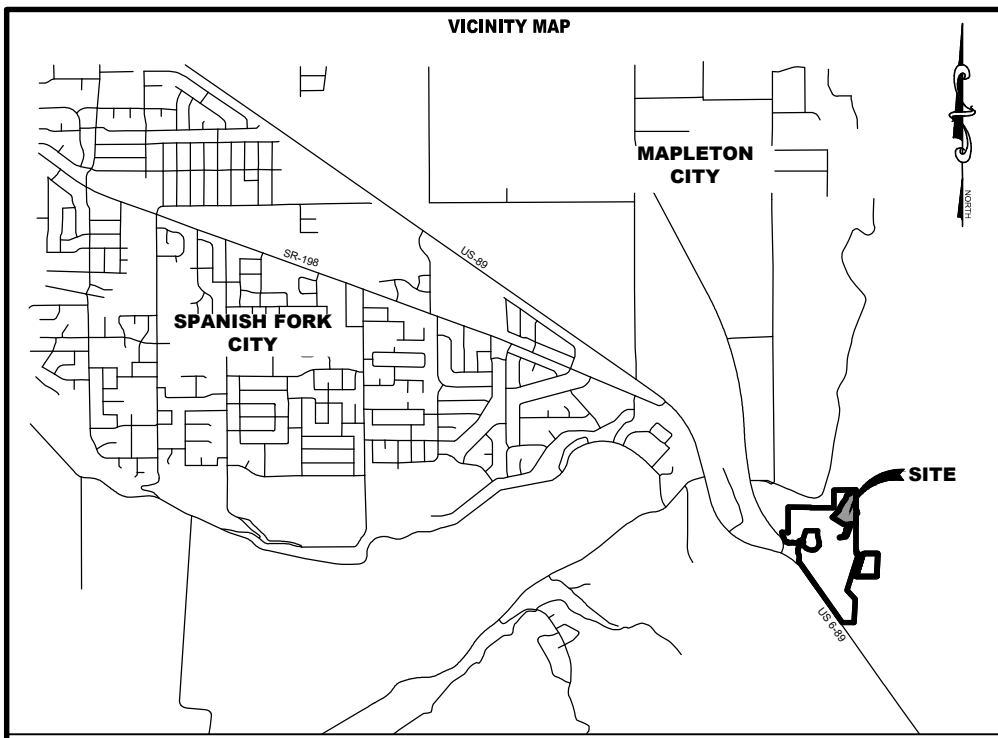 VICINITY MAP
NORTH
MAPLETON
CITY
US-89
SR-198
SPANISH FORK
CITY
SITE
US 6-89